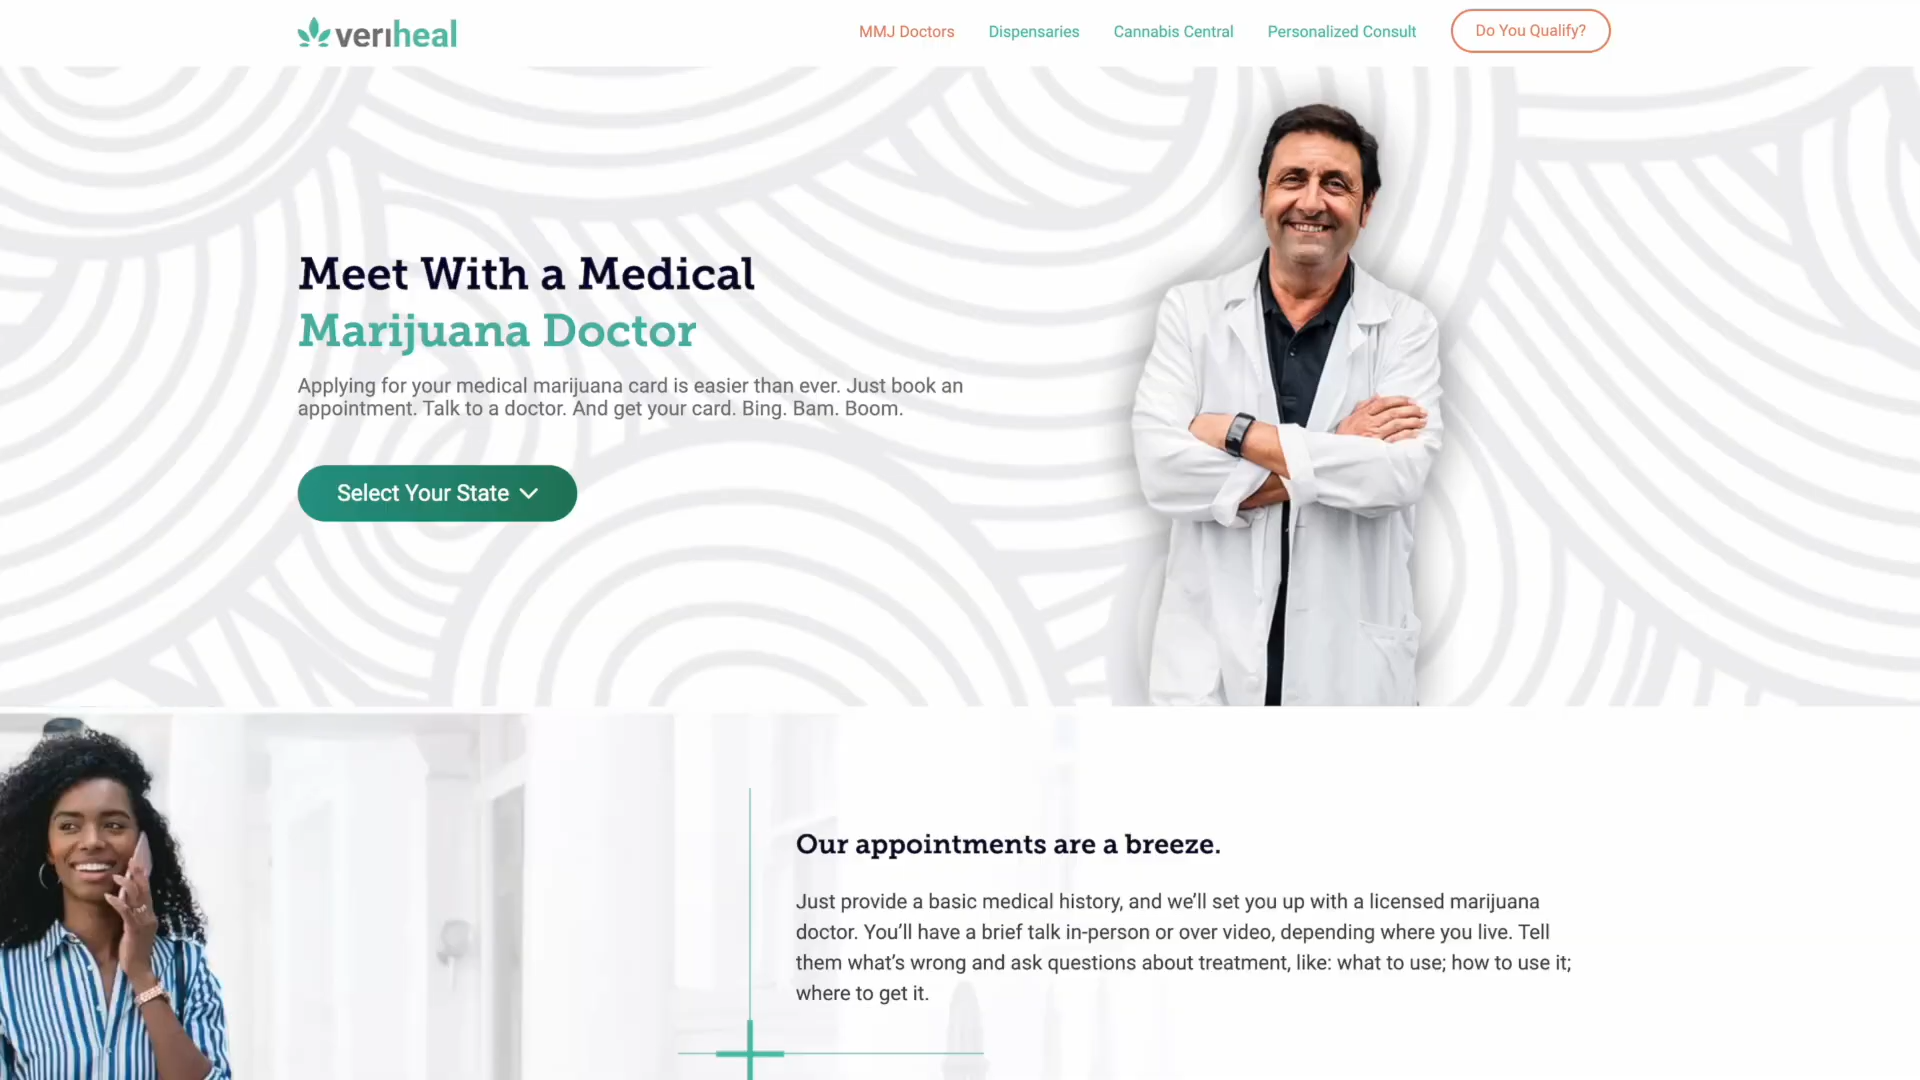 veriheal
MMJ Doctors
Dispensaries
Cannabis Central
Personalized Consult
Do You Qualify?
Meet With a Medical
Marijuana Doctor
Applying for your medical marijuana card is easier than ever. Just book an
appointment. Talk to a doctor. And get your card. Bing. Bam. Boom.
Select Your State
Our appointments are a breeze.
Just provide a basic medical history, and we’ll set you up with a licensed marijuana
doctor. You’ll have a brief talk in-person or over video, depending where you live. Tell
them what’s wrong and ask questions about treatment, like: what to use; how to use it;
where to get it.